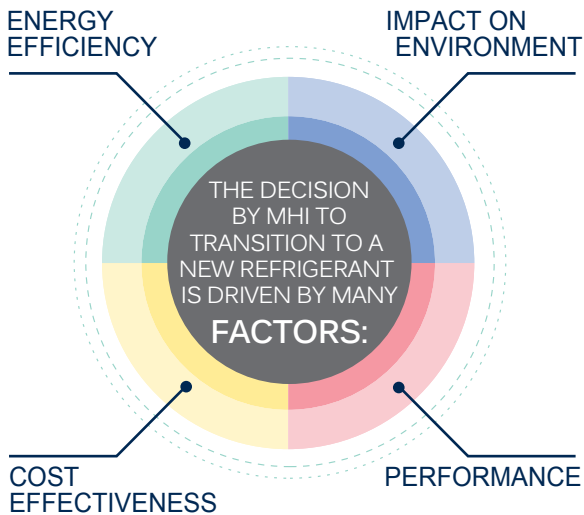 ENERGY
EFFICIENCY
IMPACT ON
ENVIRONMENT
THE DECISION
BY MHI TO
TRANSITION TO A
NEW REFRIGERANT
IS DRIVEN BY MANY
FACTORS:
COST
EFFECTIVENESS
PERFORMANCE